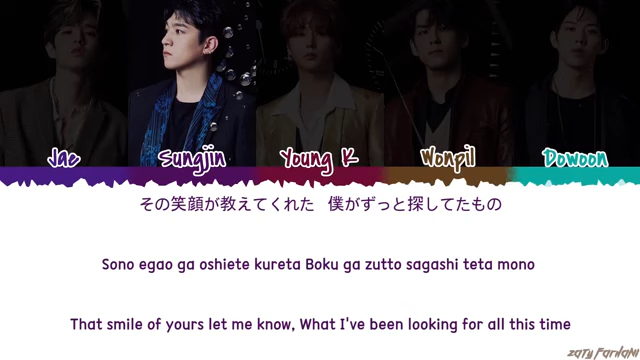 Jae Sungjin Young K Wonpil Dowoon
その笑顔が教えてくれた 僕がずっと探してたもの
Sono egao ga oshiete kureta Boku ga zutto sagashi teta mono
That smile of yours let me know, What I've been looking for all this time
zaty farhani